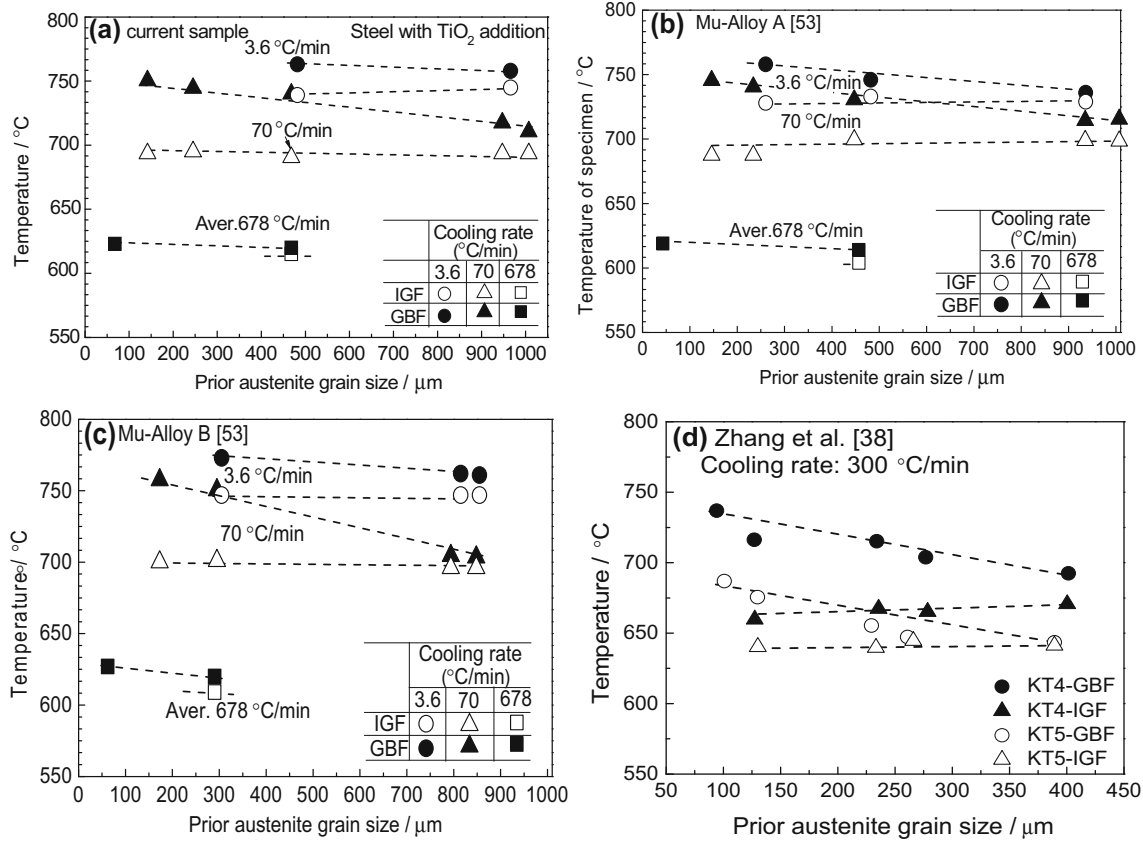 (a) current sample
Steel with TiO2 addition
3.6 °C/min
70 °C/min
Aver.678 °C/min
Cooling rate
(°C/min)
3.6 70 678
IGF
GBF
800
750
700
650
600
550
0 100 200 300 400 500 600 700 800 900 1000
Temperature / °C
Prior austenite grain size / μm
(b) Mu-Alloy A [53]
3.6 °C/min
70 °C/min
Aver.678 °C/min
Cooling rate
(°C/min)
3.6 70 678
IGF
GBF
800
750
700
650
600
550
0 100 200 300 400 500 600 700 800 900 1000
Temperature of specimen / °C
Prior austenite grain size / μm
(c) Mu-Alloy B [53]
3.6 °C/min
70 °C/min
Aver. 678 °C/min
Cooling rate
(°C/min)
3.6 70 678
IGF
GBF
800
750
700
650
600
550
0 100 200 300 400 500 600 700 800 900 1000
Temperature/ °C
Prior austenite grain size / μm
(d) Zhang et al. [38]
Cooling rate: 300 °C/min
KT4-GBF
KT4-IGF
KT5-GBF
KT5-IGF
800
750
700
650
600
550
50 100 150 200 250 300 350 400 450
Temperature / °C
Prior austenite grain size / μm